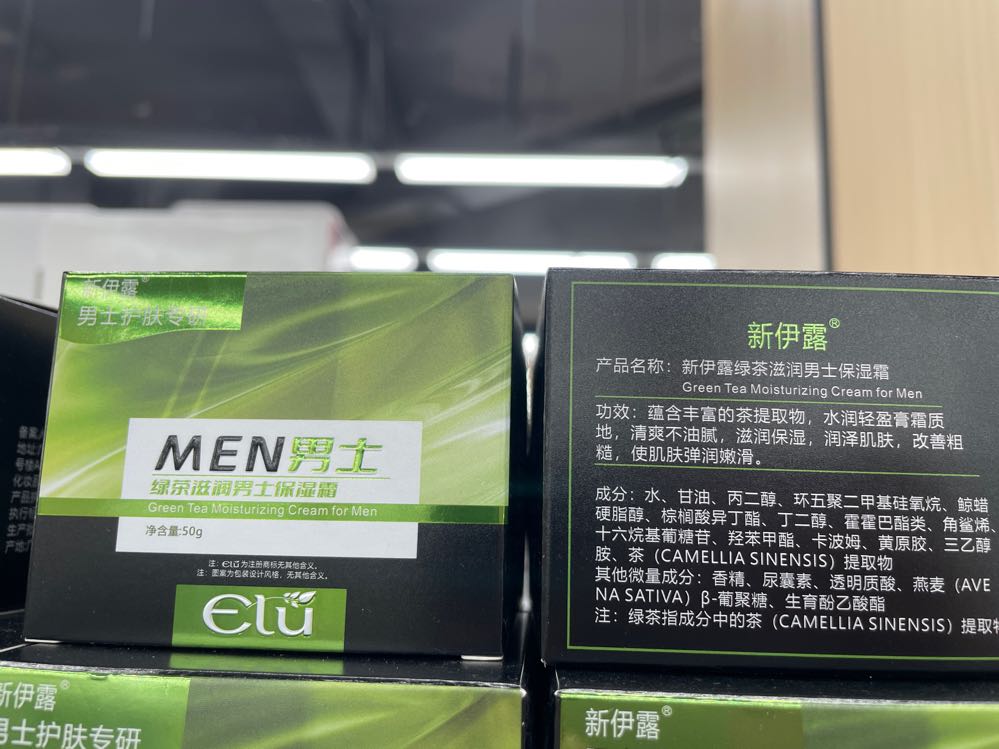 新伊露®
男士护肤专研
MEN男士
绿茶滋润男士保湿霜
Green Tea Moisturizing Cream for Men
净含量:50g
注: Elü为注册商标无其他含义。
注: 图案为包装设计风格, 无其他含义。
Elü
新伊露®
产品名称: 新伊露绿茶滋润男士保湿霜
Green Tea Moisturizing Cream for Men
功效: 蕴含丰富的茶提取物, 水润轻盈膏霜质
地, 清爽不油腻, 滋润保湿, 润泽肌肤, 改善粗
糙, 使肌肤弹润嫩滑。
成分: 水、甘油、丙二醇、环五聚二甲基硅氧烷、鲸蜡
硬脂醇、棕榈酸异丁酯、丁二醇、霍霍巴酯类、角鲨烯、
十六烷基葡糖苷、羟苯甲酯、卡波姆、黄原胶、三乙醇
胺、茶 (CAMELLIA SINENSIS) 提取物
其他微量成分: 香精、尿囊素、透明质酸、燕麦 (AVE
NA SATIVA) β-葡聚糖、生育酚乙酸酯
注: 绿茶指成分中的茶 (CAMELLIA SINENSIS) 提取物
新伊露®
男士护肤专研
新伊露®